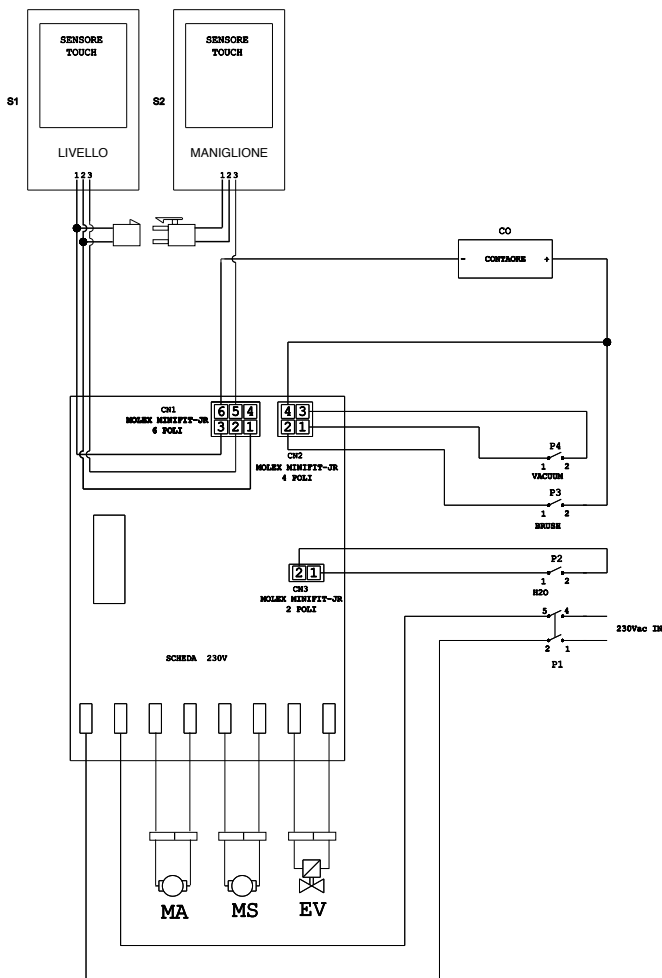 SENSORE TOUCH
SENSORE TOUCH
S1
S2
LIVELLO
MANIGLIONE
1 2 3
1 2 3
CO
- CONTAORE +
CN1
MOLEX MINIFIT-JR
6 POLI
6 5 4
3 2 1
4 3
2 1
CN2
MOLEX MINIFIT-JR
4 POLI
P4
1 2
VACUUM
P3
1 2
BRUSH
2 1
CN3
MOLEX MINIFIT-JR
2 POLI
P2
1 2
H2O
5 4
230Vac IN
2 1
P1
SCHEDA 230V
MA
MS
EV